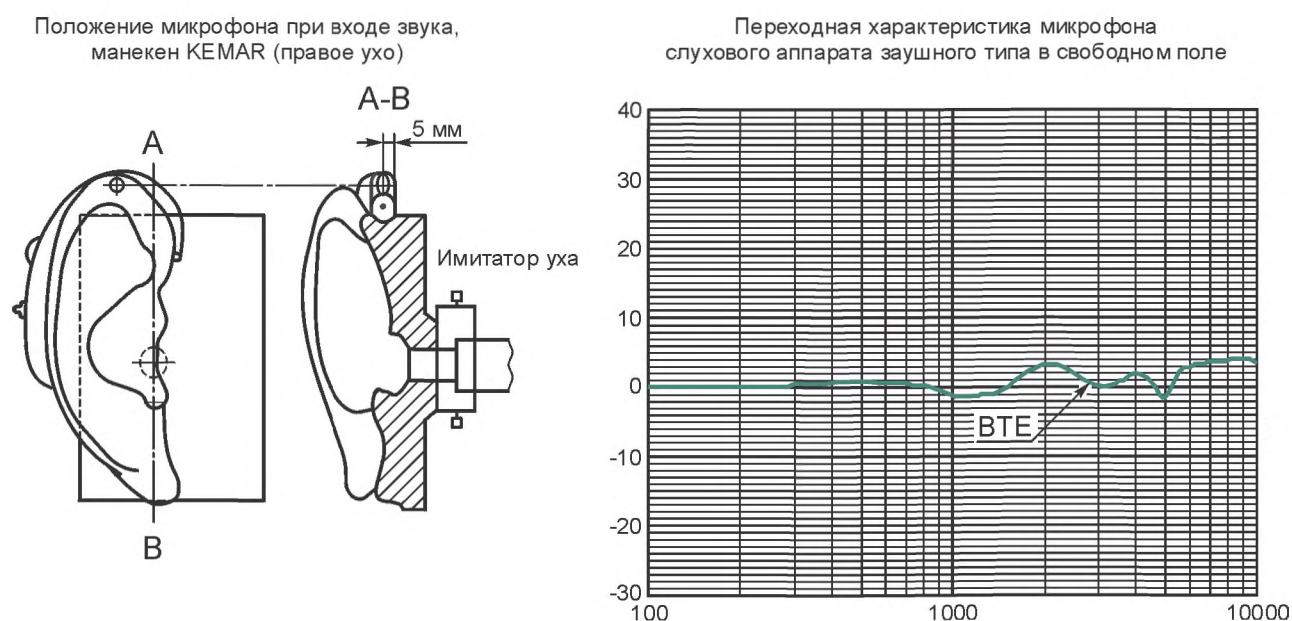 Положение микрофона при входе звука,
манекен KEMAR (правое ухо)
A
A-B
5 мм
Имитатор уха
B
Переходная характеристика микрофона
слухового аппарата заушного типа в свободном поле
40
30
20
10
0
-10
-20
-30
BTE
100
1000
10000